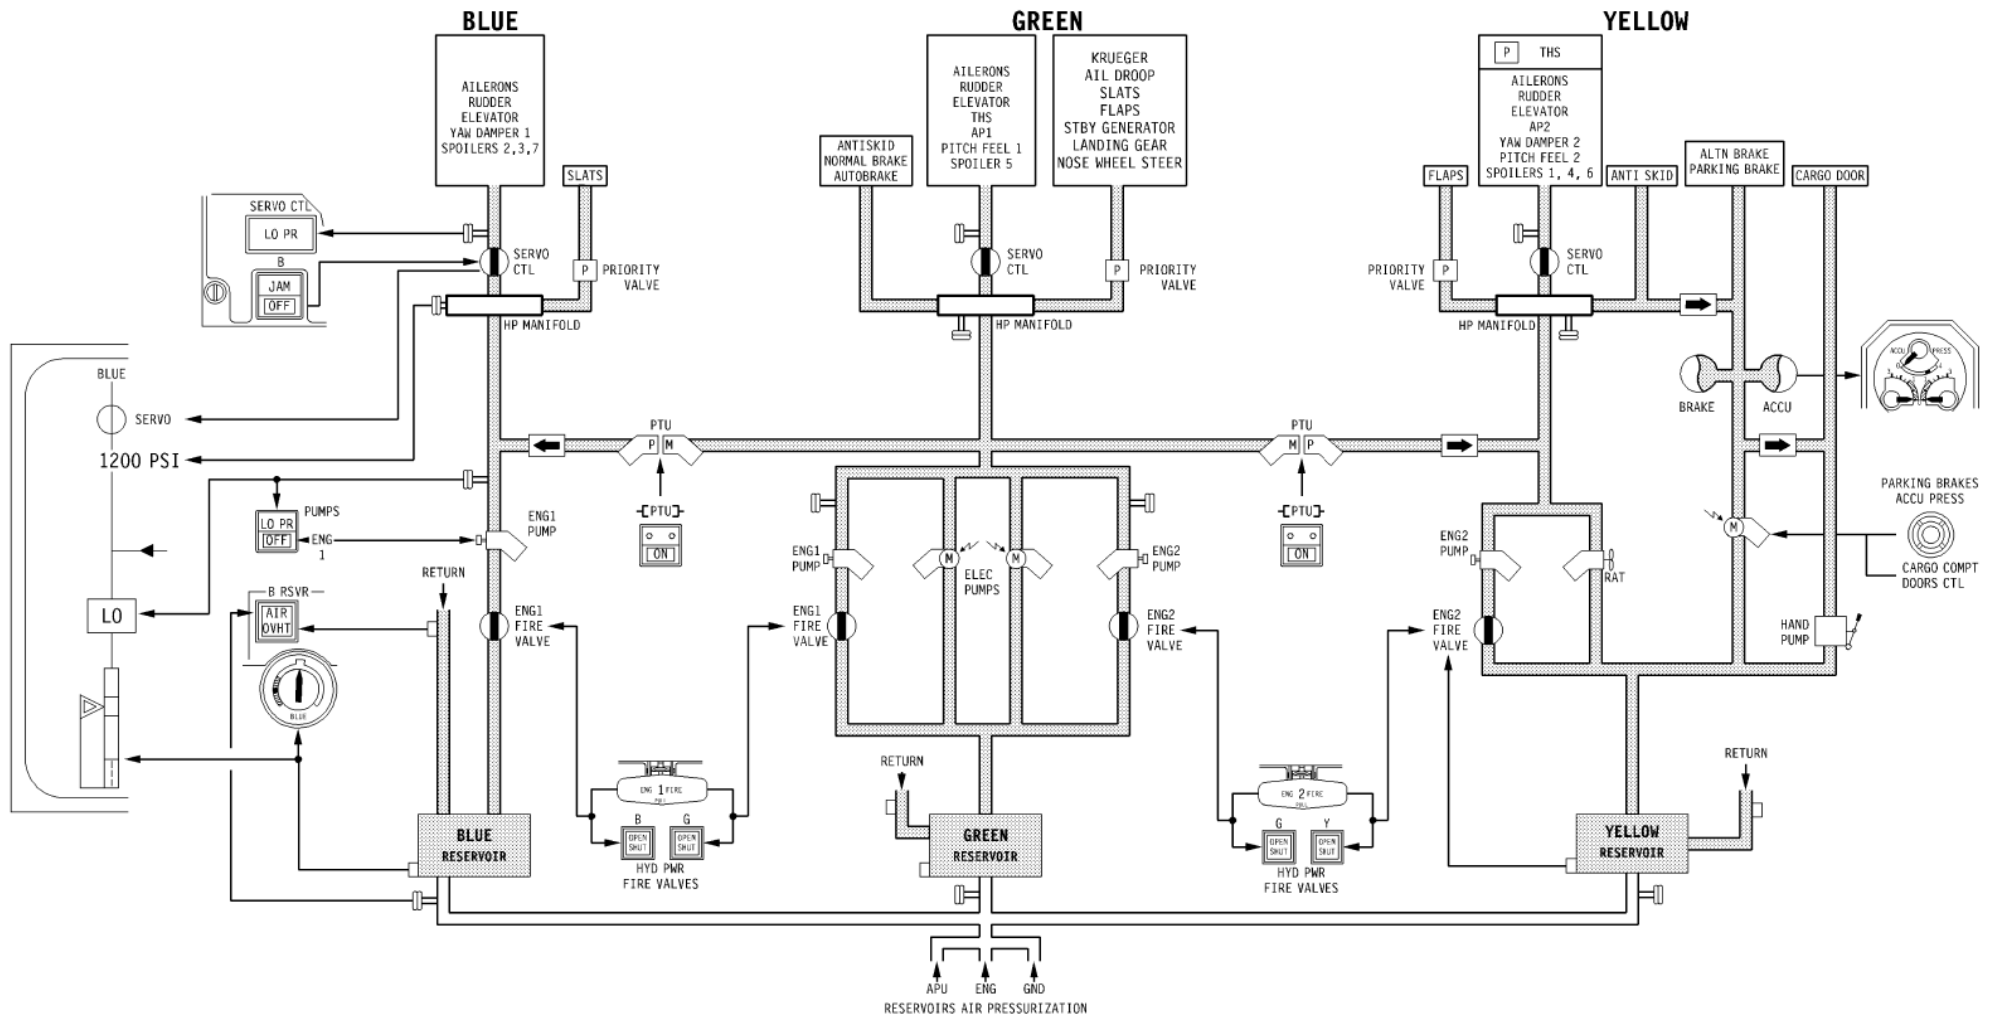 BLUE
GREEN
YELLOW
AILERONS
RUDDER
ELEVATOR
YAW DAMPER 1
SPOILERS 2,3,7
SLATS
ANTISKID
NORMAL BRAKE
AUTOBRAKE
AILERONS
RUDDER
ELEVATOR
THS
AP1
PITCH FEEL 1
SPOILER 5
KRUEGER
AIL DROOP
SLATS
FLAPS
STBY GENERATOR
LANDING GEAR
NOSE WHEEL STEER
P THS
AILERONS
RUDDER
ELEVATOR
AP2
YAW DAMPER 2
PITCH FEEL 2
SPOILERS 1, 4, 6
FLAPS
ANTI SKID
ALTN BRAKE
PARKING BRAKE
CARGO DOOR
SERVO CTL
LO PR
B
JAM
OFF
SERVO
CTL
P
PRIORITY
VALVE
HP MANIFOLD
SERVO
CTL
P
PRIORITY
VALVE
HP MANIFOLD
PRIORITY
VALVE
P
SERVO
CTL
HP MANIFOLD
BLUE
SERVO
1200 PSI
PTU
P M
PTU
M P
BRAKE
ACCU
ACCU PRESS
PUMPS
LO PR
OFF
ENG
1
ENG1
PUMP
PTU
ON
ENG1
PUMP
M
M
ELEC
PUMPS
ENG2
PUMP
PTU
ON
ENG2
PUMP
RAT
M
PARKING BRAKES
ACCU PRESS
CARGO COMPT
DOORS CTL
LO
RETURN
B RSVR
AIR
OVHT
BLUE
ENG1
FIRE
VALVE
ENG1
FIRE
VALVE
ENG2
FIRE
VALVE
ENG2
FIRE
VALVE
HAND
PUMP
ENG 1 FIRE
PULL
B
G
OPEN
SHUT
OPEN
SHUT
HYD PWR
FIRE VALVES
RETURN
ENG 2 FIRE
PULL
G
Y
OPEN
SHUT
OPEN
SHUT
HYD PWR
FIRE VALVES
RETURN
BLUE
RESERVOIR
GREEN
RESERVOIR
YELLOW
RESERVOIR
APU
ENG
GND
RESERVOIRS AIR PRESSURIZATION